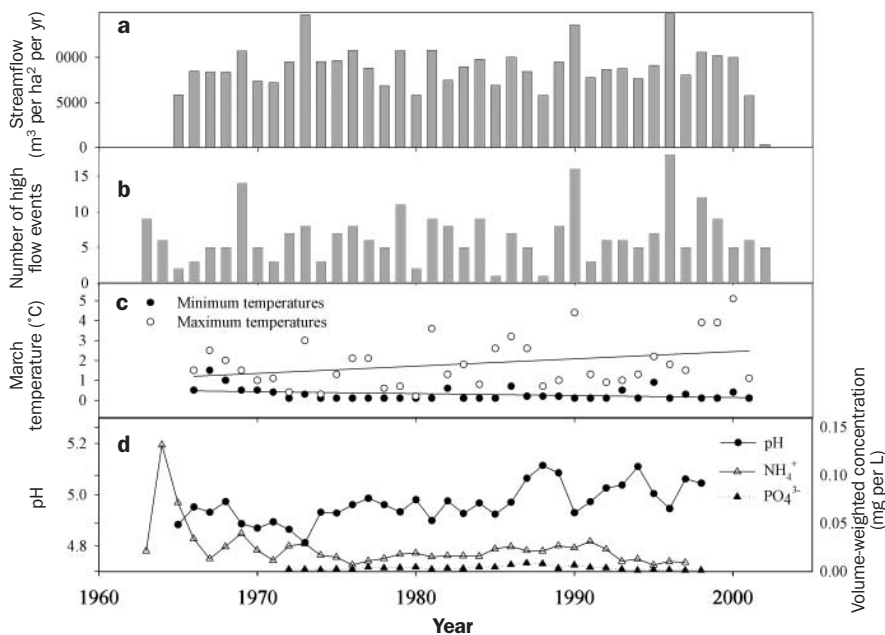 a
Streamflow
(m³ per ha² per yr)
0000
5000
0
b
Number of high
flow events
15
10
5
0
c
Minimum temperatures
Maximum temperatures
March
temperature (˚C)
5
4
3
2
1
0
d
pH
5.2
5.0
4.8
pH
NH₄⁺
PO₄³⁻
0.15
0.10
0.05
0.00
Volume-weighted concentration
(mg per L)
1960 1970 1980 1990 2000
Year